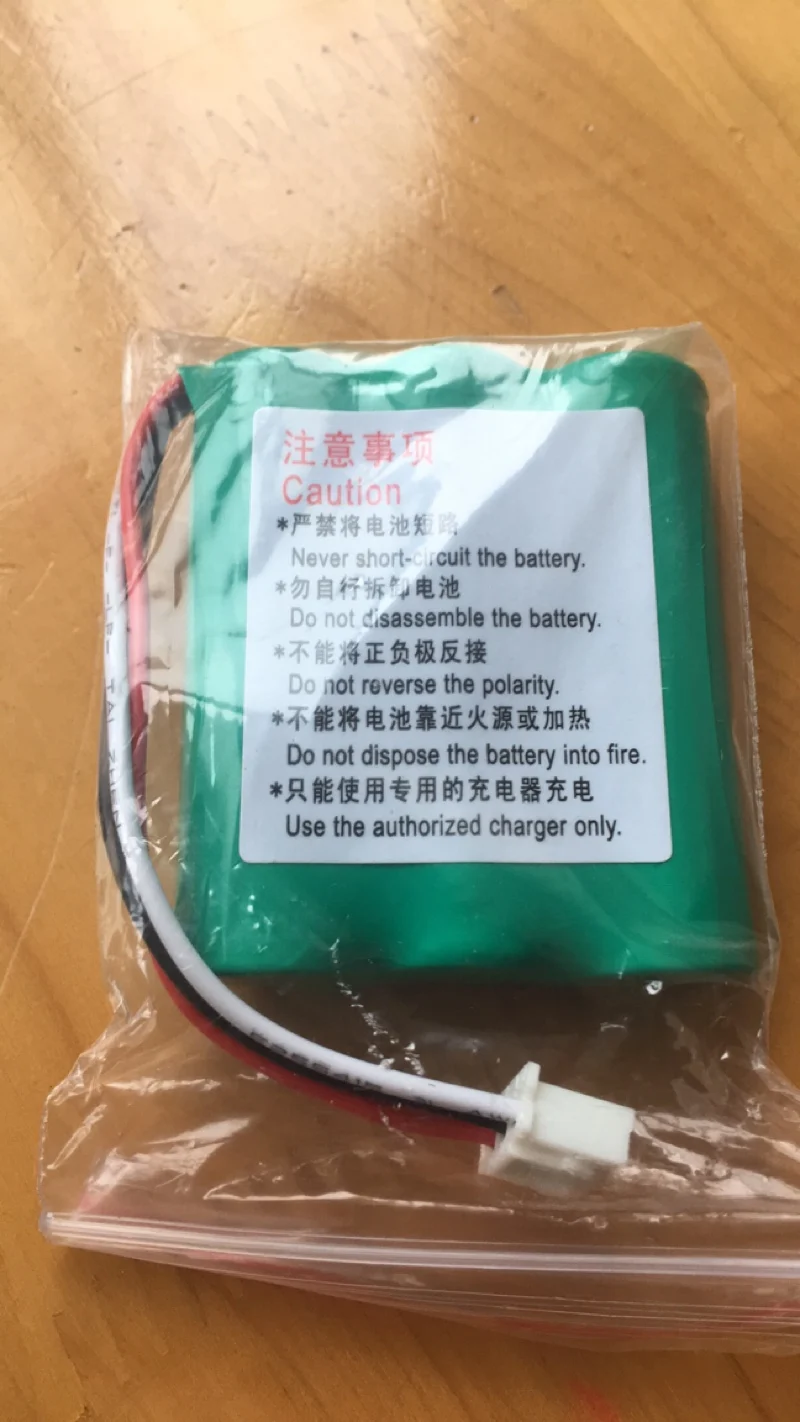 注意事项
Caution
*严禁将电池短路
Never short-circuit the battery.
*勿自行拆卸电池
Do not disassemble the battery.
*不能将正负极反接
Do not reverse the polarity.
*不能将电池靠近火源或加热
Do not dispose the battery into fire.
*只能使用专用的充电器充电
Use the authorized charger only.